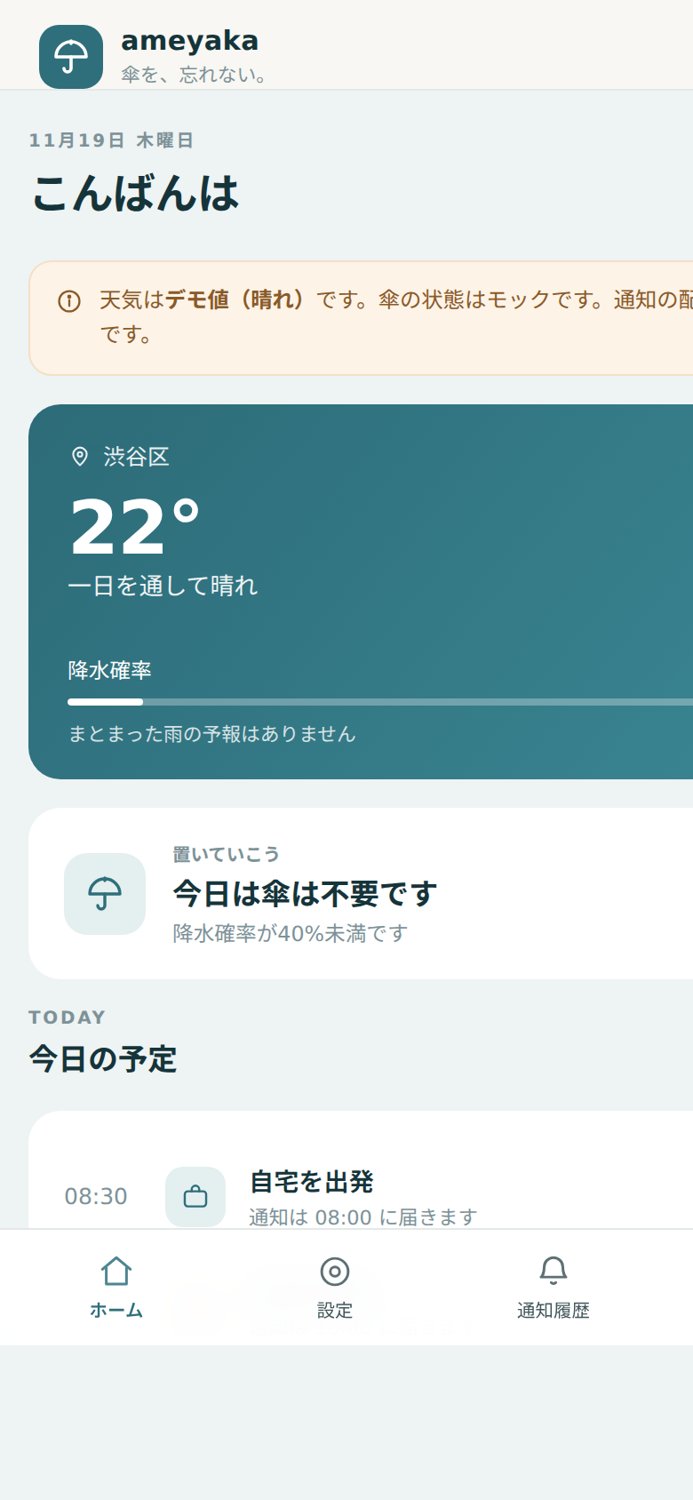 ameyaka
傘を、忘れない。
11月19日 木曜日
こんばんは
天気はデモ値（晴れ）です。傘の状態はモックです。通知の配
です。
渋谷区
22°
一日を通して晴れ
降水確率
まとまった雨の予報はありません
置いていこう
今日は傘は不要です
降水確率が40%未満です
TODAY
今日の予定
08:30
自宅を出発
通知は 08:00 に届きます
ホーム
設定
通知履歴